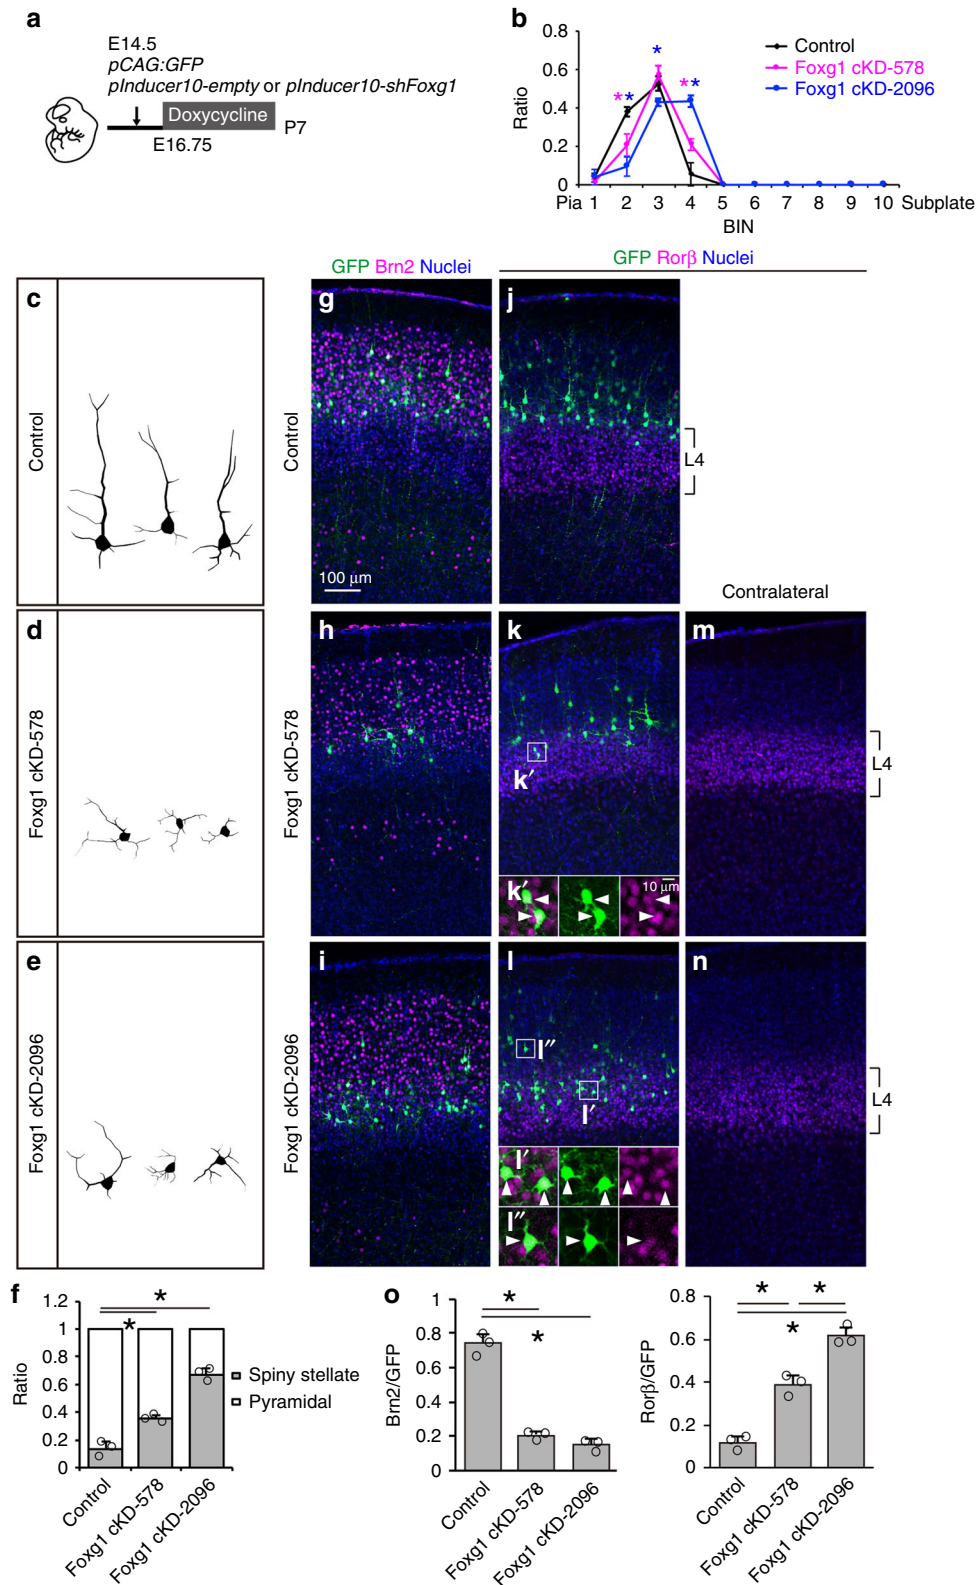 a
E14.5
pCAG:GFP
pInducer10-empty or pInducer10-shFoxg1
Doxycycline
P7
E16.75
b
0.8
0.6
0.4
0.2
0
Ratio
* * * * *
Control
Foxg1 cKD-578
Foxg1 cKD-2096
Pia 1 2 3 4 5 6 7 8 9 10 Subplate
BIN
GFP Brn2 Nuclei
GFP Rorβ Nuclei
c
Control
g
Control
100 μm
j
L4
Contralateral
d
Foxg1 cKD-578
h
Foxg1 cKD-578
k
k′
k′
10 μm
m
L4
e
Foxg1 cKD-2096
i
Foxg1 cKD-2096
l
l″
l′
l′
l″
n
L4
f
1.2
1
0.8
0.6
0.4
0.2
0
Ratio
*
*
Spiny stellate
Pyramidal
Control
Foxg1 cKD-578
Foxg1 cKD-2096
o
1
0.8
0.6
0.4
0.2
0
Brn2/GFP
*
*
Control
Foxg1 cKD-578
Foxg1 cKD-2096
0.8
0.6
0.4
0.2
0
Rorβ/GFP
* *
*
Control
Foxg1 cKD-578
Foxg1 cKD-2096